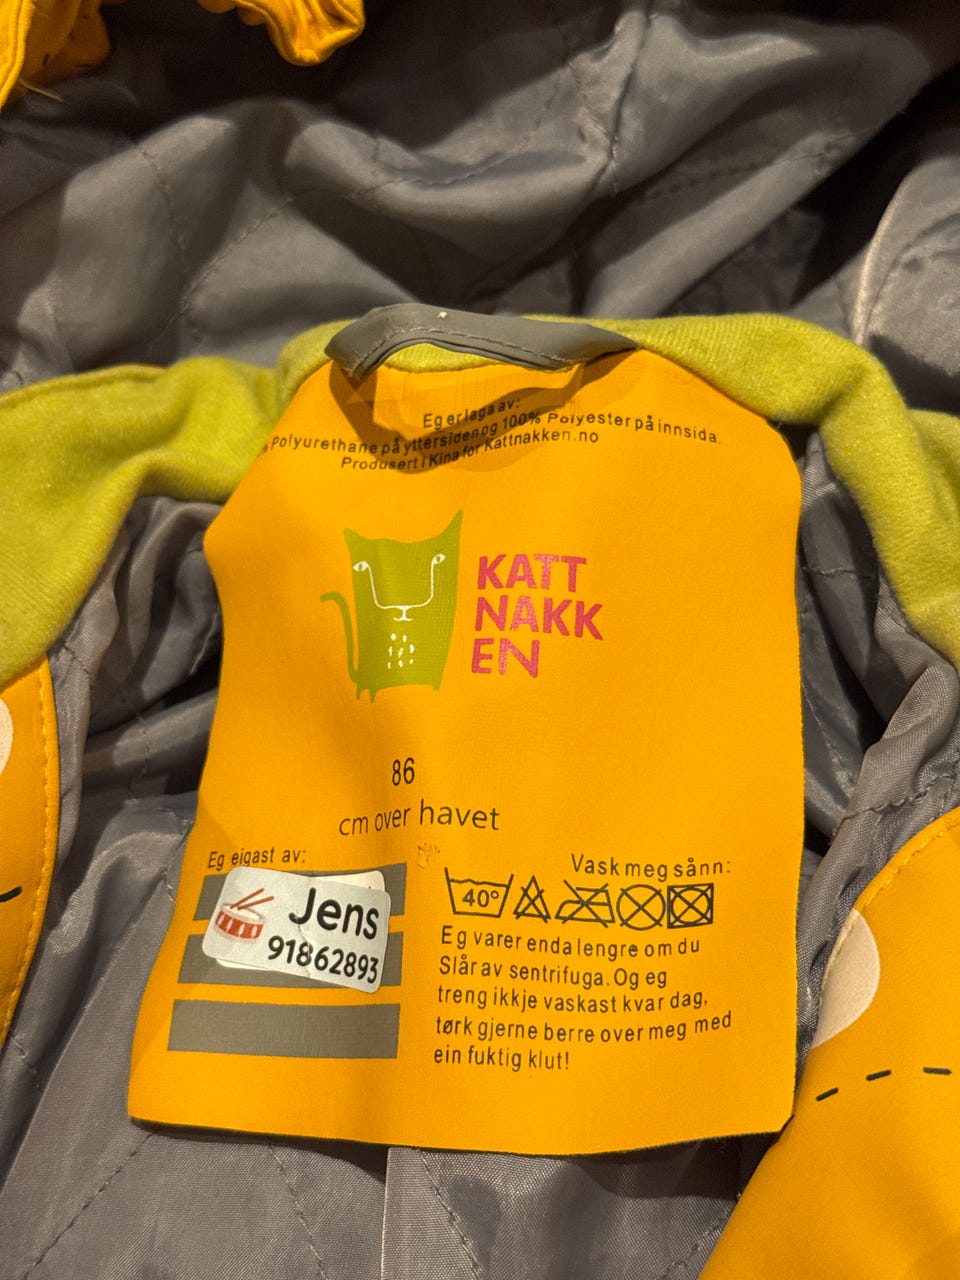 Eg er laga av:
% Polyurethane på yttersiden og 100% Polyester på innsida.
Produsert i Kina for Kattnakken.no
KATT
NAKK
EN
86
cm over havet
Eg eigast av:
Jens
91862893
Vask meg sånn:
40°
Eg varer enda lengre om du
Slår av sentrifuga. Og eg
treng ikkje vaskast kvar dag,
tørk gjerne berre over meg med
ein fuktig klut!